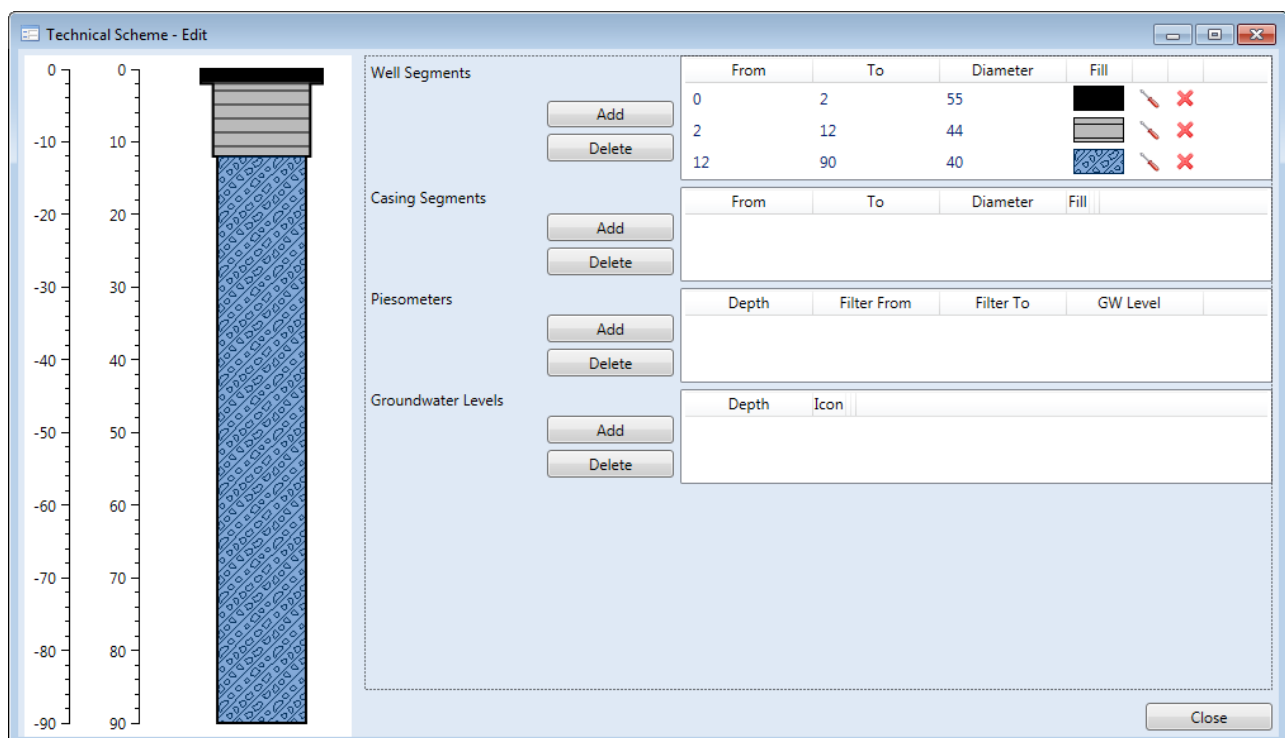 Technical Scheme - Edit
0 0
-10 10
-20 20
-30 30
-40 40
-50 50
-60 60
-70 70
-80 80
-90 90
Well Segments
Add
Delete
From To Diameter Fill
0 2 55
2 12 44
12 90 40
Casing Segments
Add
Delete
From To Diameter Fill
Piesometers
Add
Delete
Depth Filter From Filter To GW Level
Groundwater Levels
Add
Delete
Depth Icon
Close